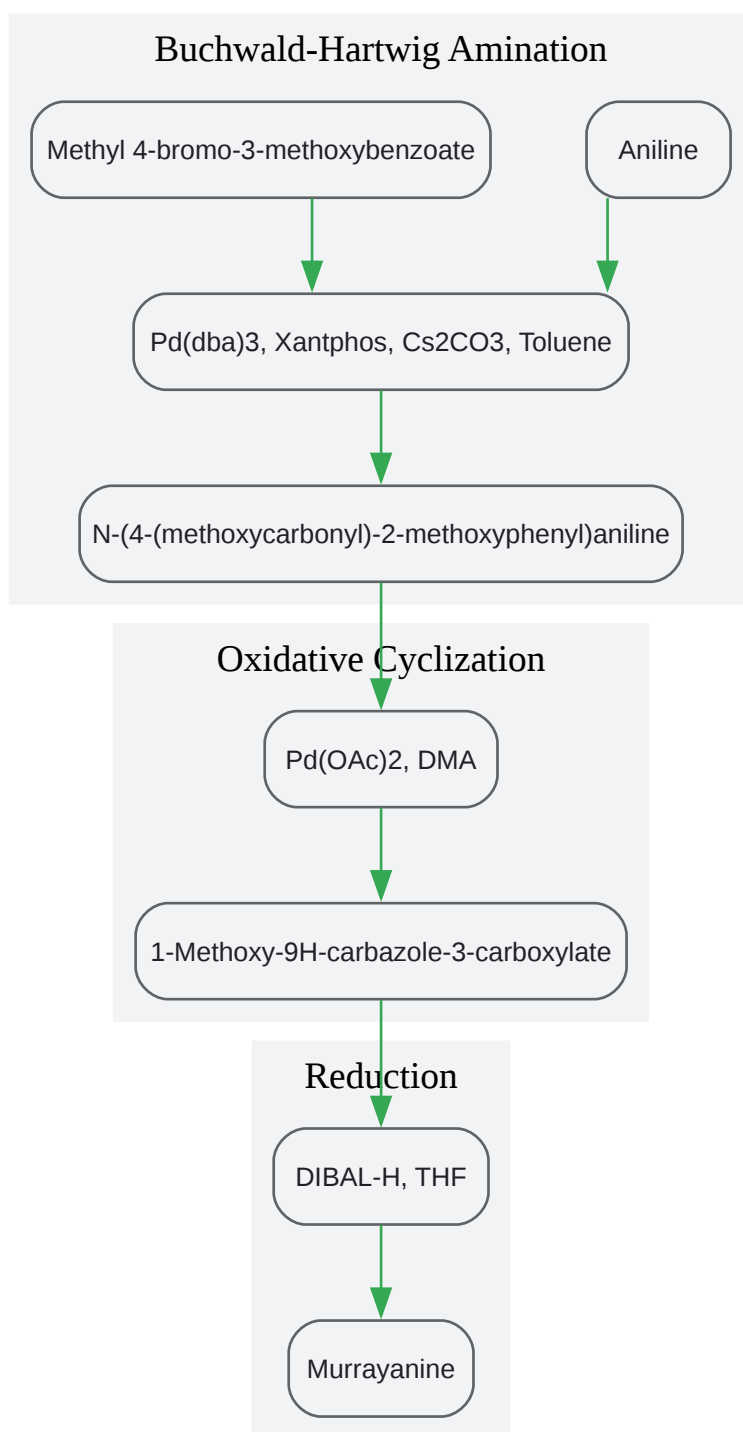 Buchwald-Hartwig Amination
Methyl 4-bromo-3-methoxybenzoate
Aniline
Pd(dba)3, Xantphos, Cs2CO3, Toluene
N-(4-(methoxycarbonyl)-2-methoxyphenyl)aniline
Oxidative Cyclization
Pd(OAc)2, DMA
1-Methoxy-9H-carbazole-3-carboxylate
Reduction
DIBAL-H, THF
Murrayanine